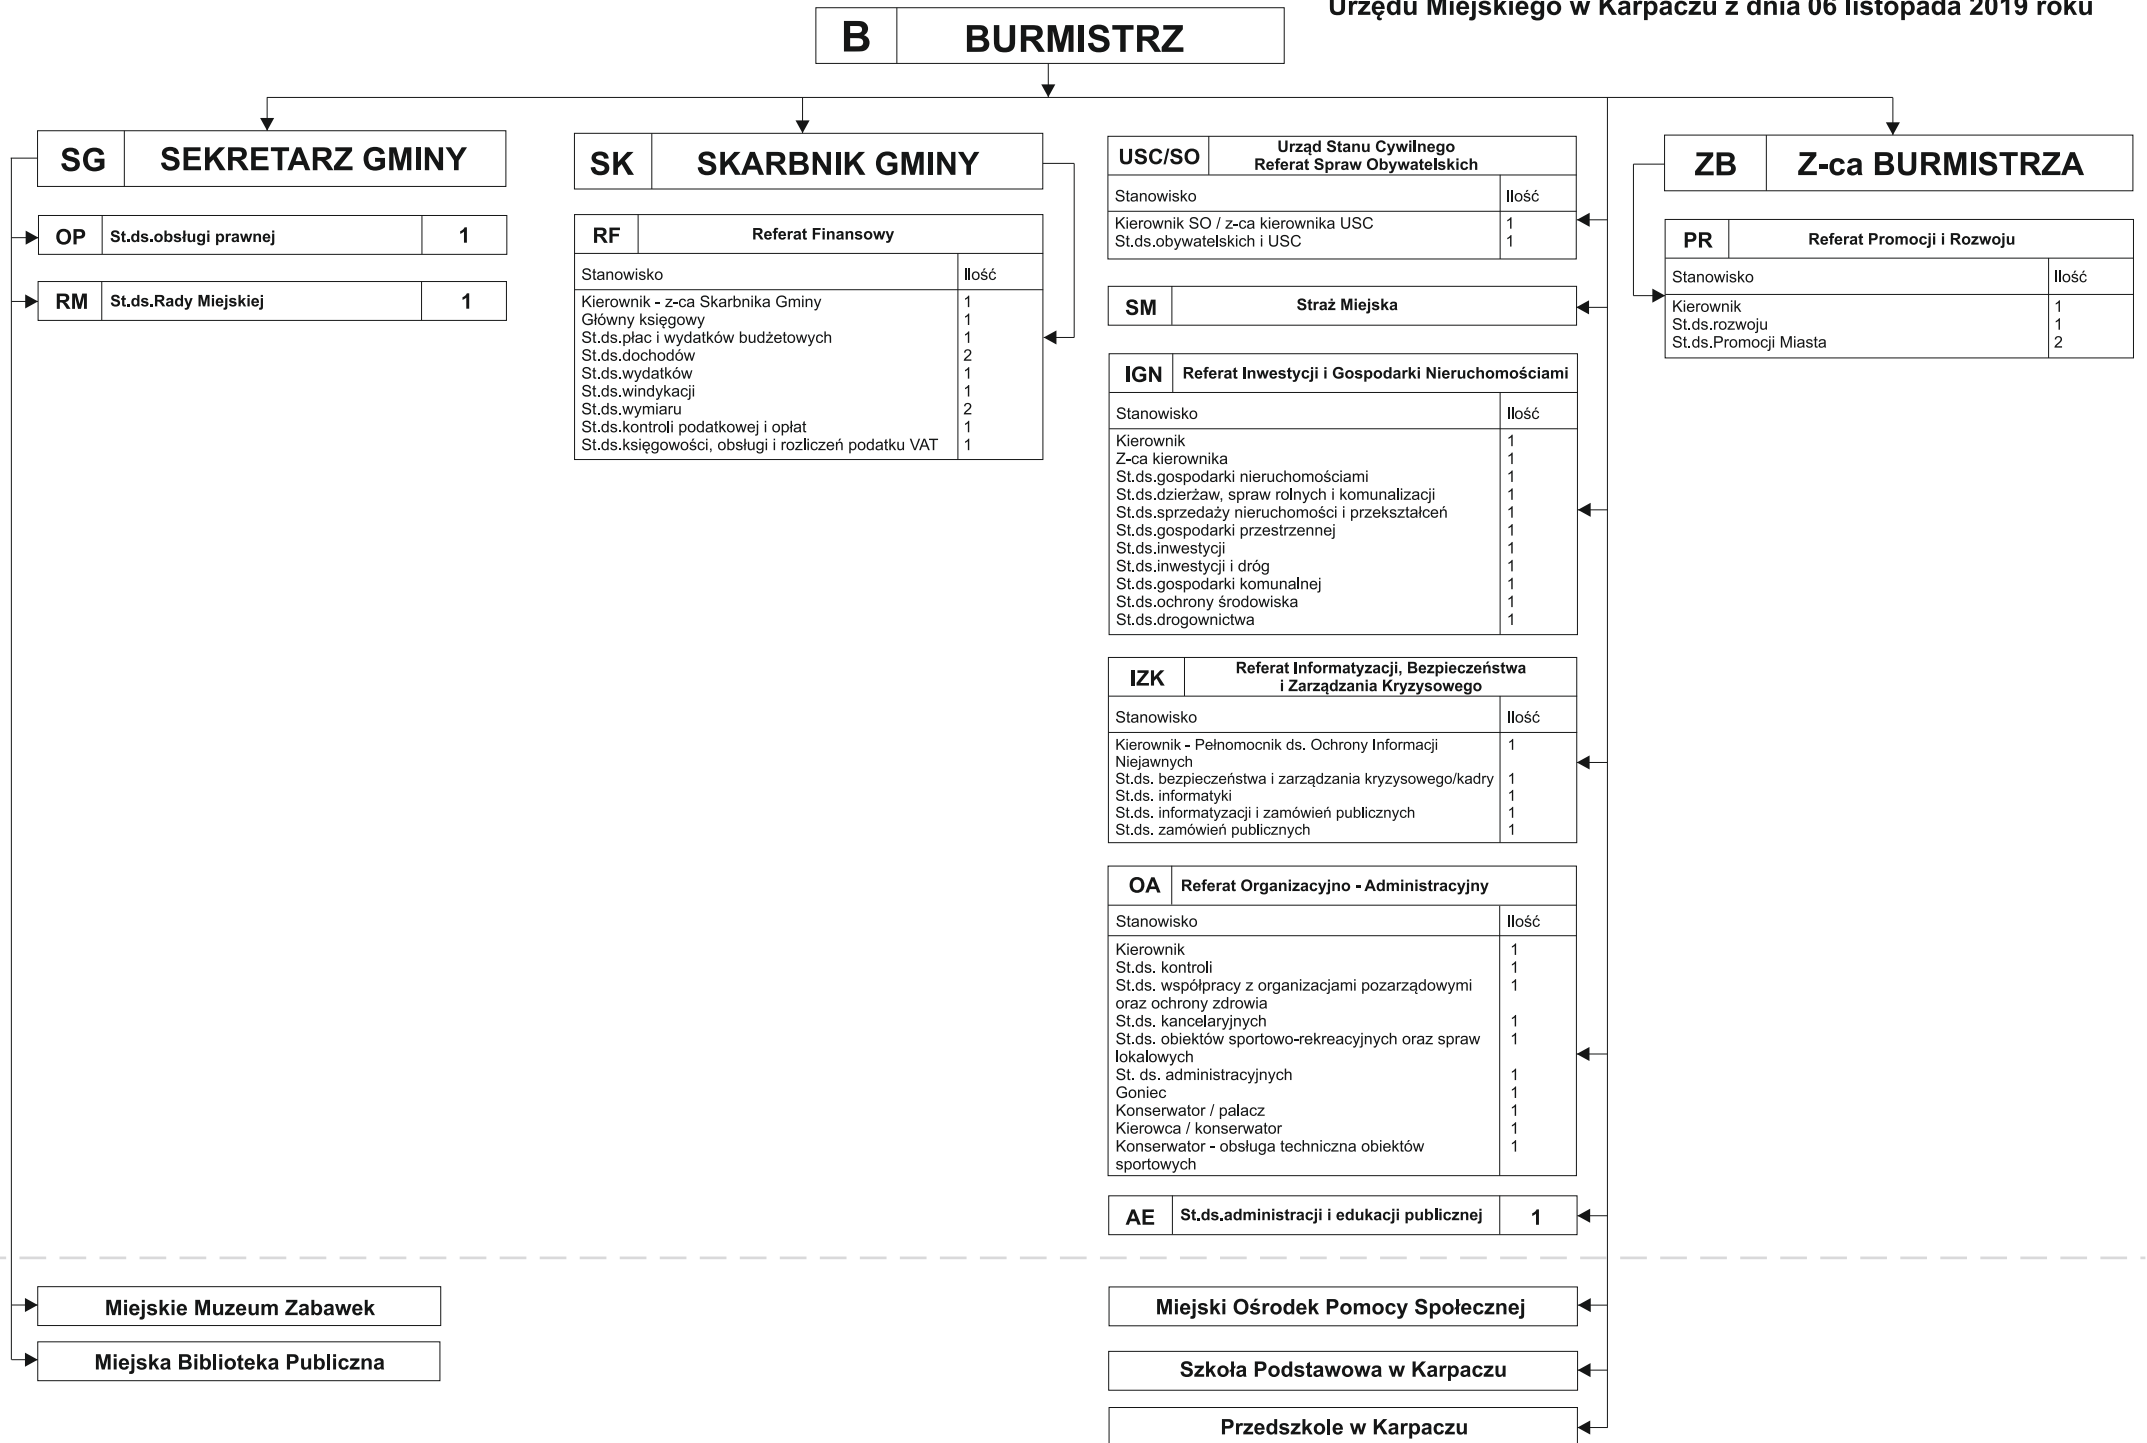 Urzędu Miejskiego w Karpaczu z dnia 06 listopada 2019 roku
B BURMISTRZ
SG SEKRETARZ GMINY
OP St.ds.obsługi prawnej 1
RM St.ds.Rady Miejskiej 1
SK SKARBNIK GMINY
RF Referat Finansowy
Stanowisko Ilość
Kierownik - z-ca Skarbnika Gminy 1
Główny księgowy 1
St.ds.płac i wydatków budżetowych 1
St.ds.dochodów 2
St.ds.wydatków 1
St.ds.windykacji 1
St.ds.wymiaru 2
St.ds.kontroli podatkowej i opłat 1
St.ds.księgowości, obsługi i rozliczeń podatku VAT 1
USC/SO Urząd Stanu Cywilnego
Referat Spraw Obywatelskich
Stanowisko Ilość
Kierownik SO / z-ca kierownika USC 1
St.ds.obywatelskich i USC 1
SM Straż Miejska
IGN Referat Inwestycji i Gospodarki Nieruchomościami
Stanowisko Ilość
Kierownik 1
Z-ca kierownika 1
St.ds.gospodarki nieruchomościami 1
St.ds.dzierżaw, spraw rolnych i komunalizacji 1
St.ds.sprzedaży nieruchomości i przekształceń 1
St.ds.gospodarki przestrzennej 1
St.ds.inwestycji 1
St.ds.inwestycji i dróg 1
St.ds.gospodarki komunalnej 1
St.ds.ochrony środowiska 1
St.ds.drogownictwa 1
IZK Referat Informatyzacji, Bezpieczeństwa
i Zarządzania Kryzysowego
Stanowisko Ilość
Kierownik - Pełnomocnik ds. Ochrony Informacji 1
Niejawnych
St.ds. bezpieczeństwa i zarządzania kryzysowego/kadry 1
St.ds. informatyki 1
St.ds. informatyzacji i zamówień publicznych 1
St.ds. zamówień publicznych 1
OA Referat Organizacyjno - Administracyjny
Stanowisko Ilość
Kierownik 1
St.ds. kontroli 1
St.ds. współpracy z organizacjami pozarządowymi 1
oraz ochrony zdrowia
St.ds. kancelaryjnych 1
St.ds. obiektów sportowo-rekreacyjnych oraz spraw 1
lokalowych
St. ds. administracyjnych 1
Goniec 1
Konserwator / palacz 1
Kierowca / konserwator 1
Konserwator - obsługa techniczna obiektów 1
sportowych
AE St.ds.administracji i edukacji publicznej 1
ZB Z-ca BURMISTRZA
PR Referat Promocji i Rozwoju
Stanowisko Ilość
Kierownik 1
St.ds.rozwoju 1
St.ds.Promocji Miasta 2
Miejskie Muzeum Zabawek
Miejska Biblioteka Publiczna
Miejski Ośrodek Pomocy Społecznej
Szkoła Podstawowa w Karpaczu
Przedszkole w Karpaczu